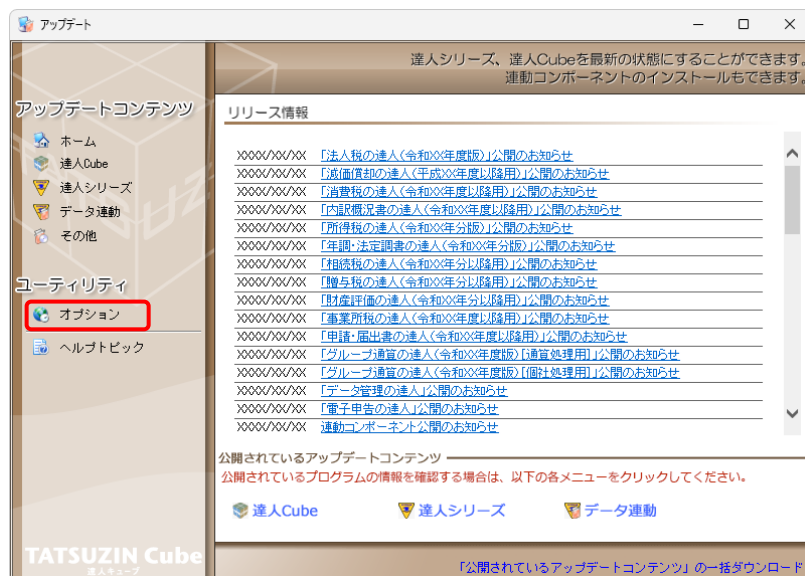 アップデート
達人シリーズ、達人Cubeを最新の状態にすることができます。
連動コンポーネントのインストールもできます。
アップデートコンテンツ
ホーム
達人Cube
達人シリーズ
データ連動
その他
ユーティリティ
オプション
ヘルプトピック
TATSUZIN Cube
達人キューブ
リリース情報
XXXX/XX/XX 「法人税の達人(令和XX年度版)」公開のお知らせ
XXXX/XX/XX 「減価償却の達人(平成XX年度以降用)」公開のお知らせ
XXXX/XX/XX 「消費税の達人(令和XX年度以降用)」公開のお知らせ
XXXX/XX/XX 「内訳概況書の達人(令和XX年度以降用)」公開のお知らせ
XXXX/XX/XX 「所得税の達人(令和XX年分版)」公開のお知らせ
XXXX/XX/XX 「年調・法定調書の達人(令和XX年分版)」公開のお知らせ
XXXX/XX/XX 「相続税の達人(令和XX年分以降用)」公開のお知らせ
XXXX/XX/XX 「贈与税の達人(令和XX年分以降用)」公開のお知らせ
XXXX/XX/XX 「財産評価の達人(令和XX年分以降用)」公開のお知らせ
XXXX/XX/XX 「事業所税の達人(令和XX年度以降用)」公開のお知らせ
XXXX/XX/XX 「申請・届出書の達人(令和XX年度以降用)」公開のお知らせ
XXXX/XX/XX 「グループ通算の達人(令和XX年度版)[通算処理用]」公開のお知らせ
XXXX/XX/XX 「グループ通算の達人(令和XX年度版)[個社処理用]」公開のお知らせ
XXXX/XX/XX 「データ管理の達人」公開のお知らせ
XXXX/XX/XX 「電子申告の達人」公開のお知らせ
XXXX/XX/XX 連動コンポーネント公開のお知らせ
公開されているアップデートコンテンツ
公開されているプログラムの情報を確認する場合は、以下の各メニューをクリックしてください。
達人Cube 達人シリーズ データ連動
「公開されているアップデートコンテンツ」の一括ダウンロード